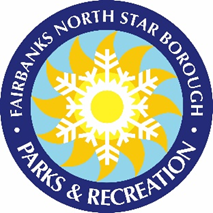 · FAIRBANKS NORTH STAR BOROUGH ·
PARKS & RECREATION